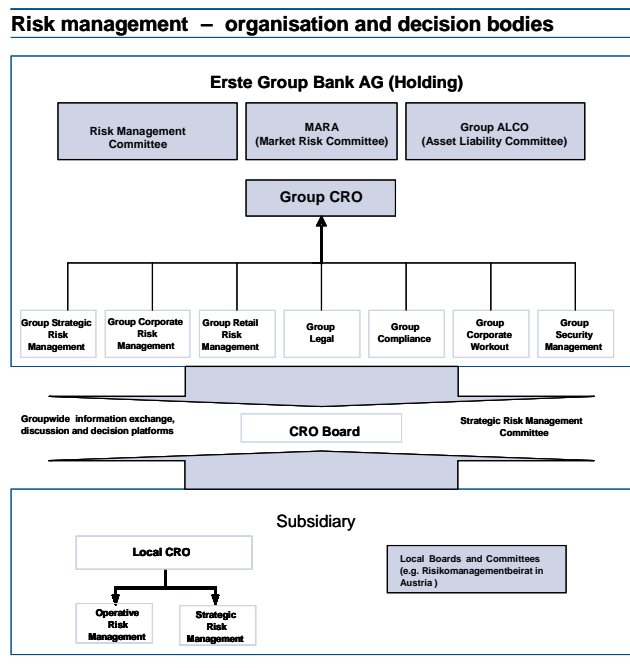 Risk management – organisation and decision bodies
Erste Group Bank AG (Holding)
Risk Management
Committee
MARA
(Market Risk Committee)
Group ALCO
(Asset Liability Committee)
Group CRO
Group Strategic
Risk
Management
Group Corporate
Risk
Management
Group Retail
Risk
Management
Group
Legal
Group
Compliance
Group
Corporate
Workout
Group
Security
Management
Groupwide information exchange,
discussion and decision platforms
CRO Board
Strategic Risk Management
Committee
Subsidiary
Local CRO
Operative
Risk
Management
Strategic
Risk
Management
Local Boards and Committees
(e.g. Risikomanagementbeirat in
Austria )